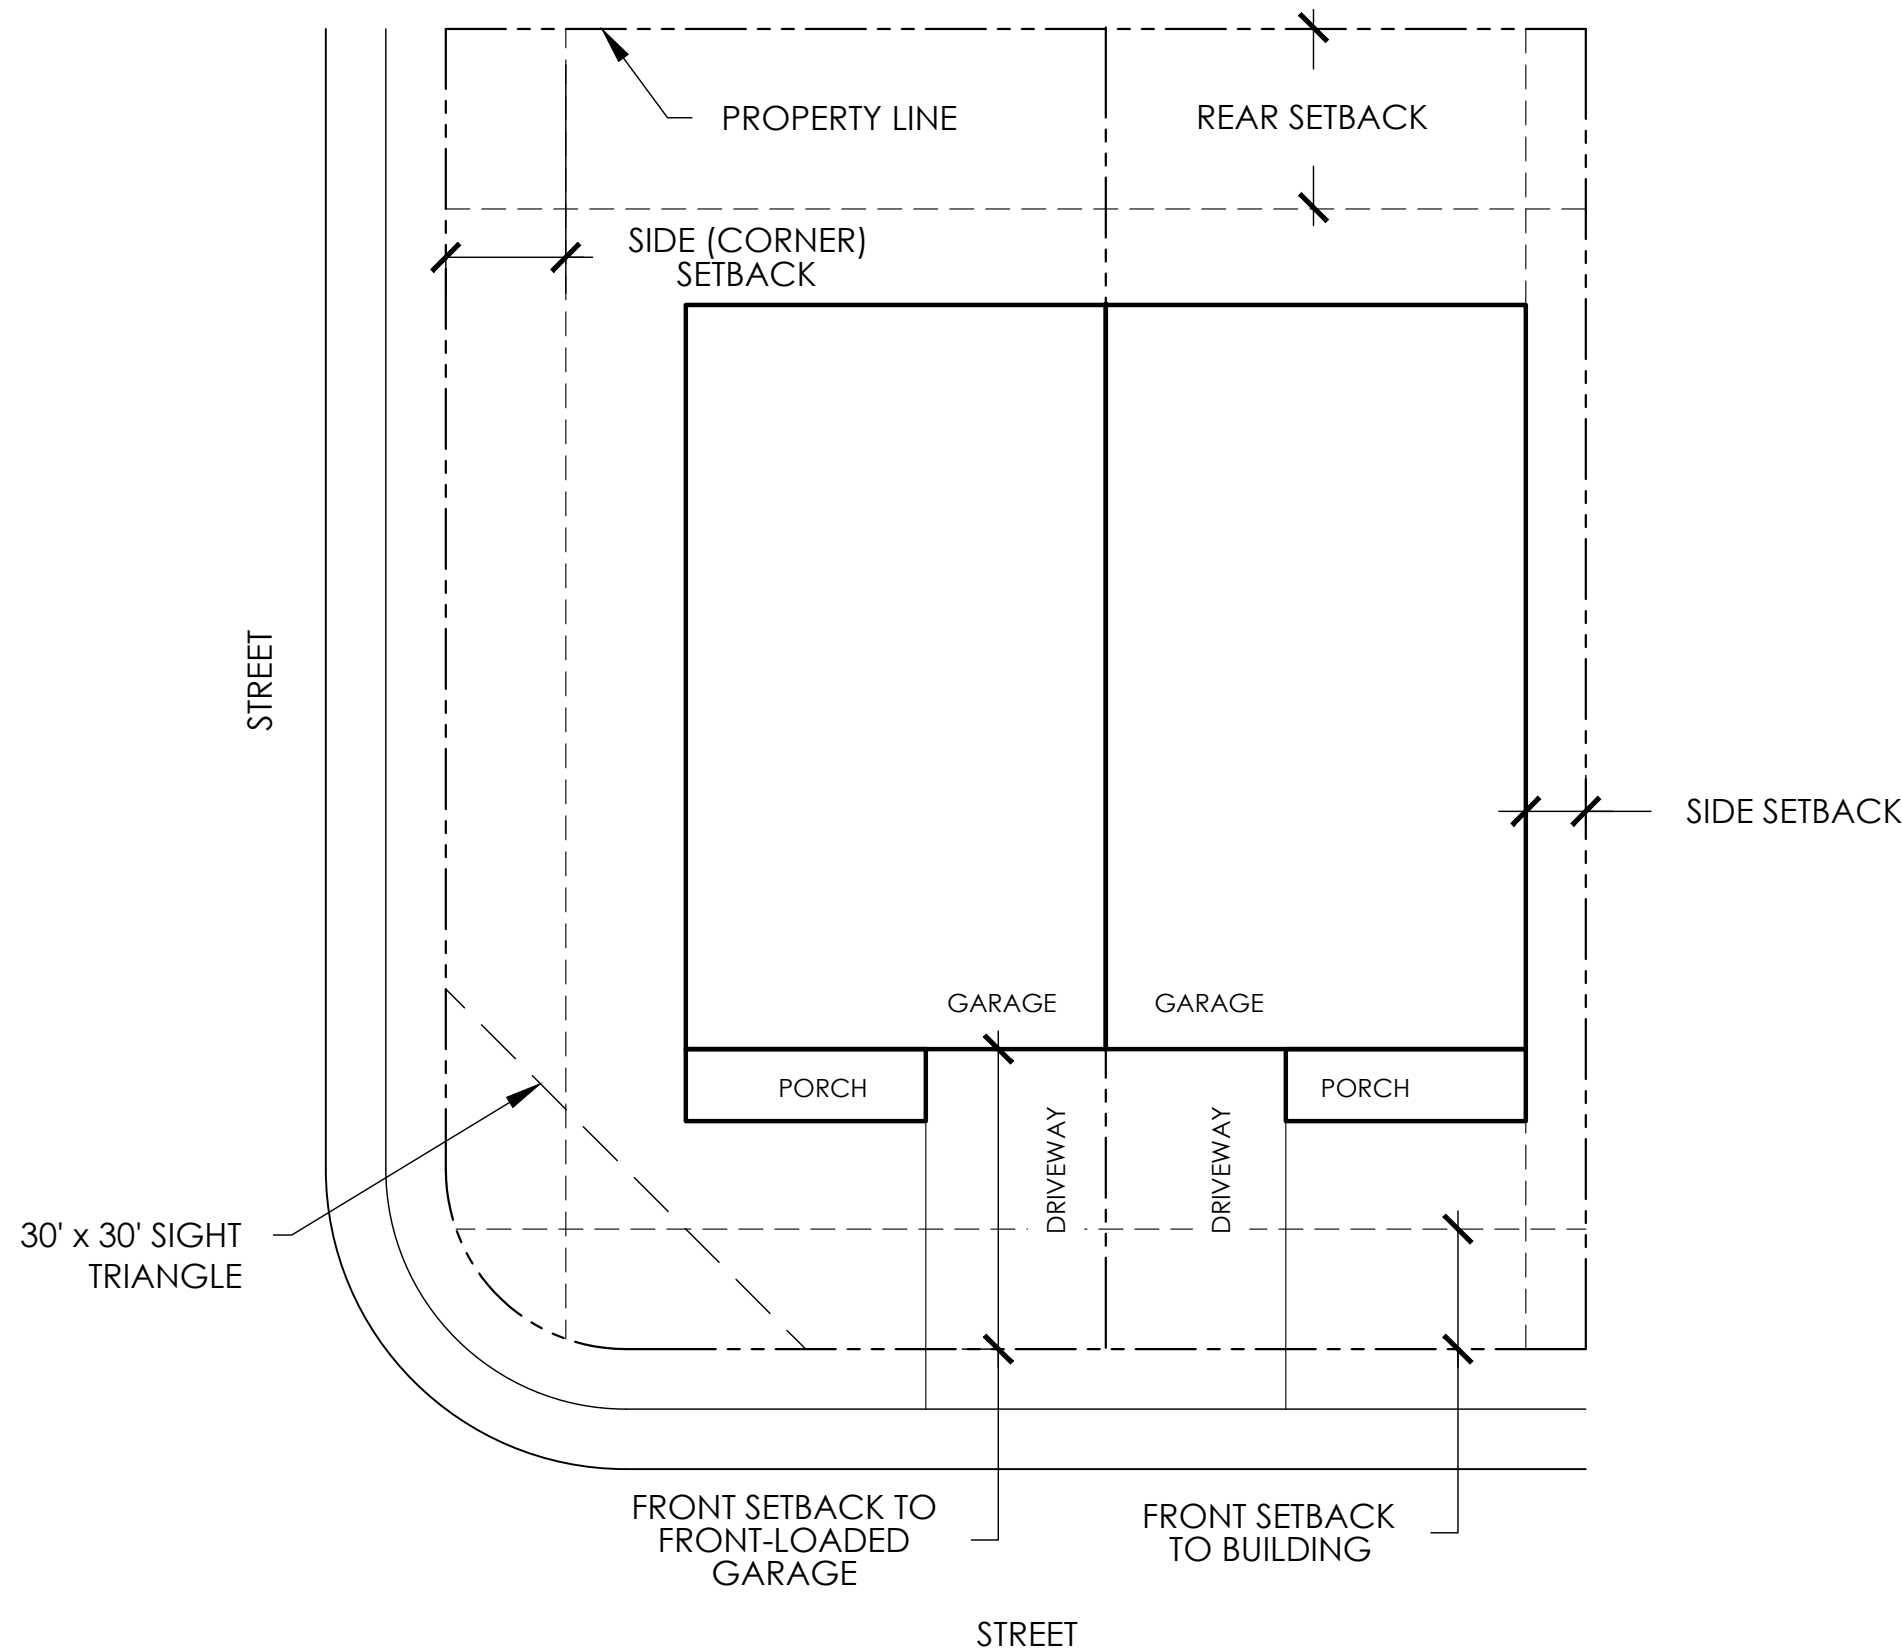 PROPERTY LINE
REAR SETBACK
SIDE (CORNER)
SETBACK
STREET
SIDE SETBACK
GARAGE
GARAGE
PORCH
PORCH
DRIVEWAY
DRIVEWAY
30' x 30' SIGHT
TRIANGLE
FRONT SETBACK TO
FRONT-LOADED
GARAGE
FRONT SETBACK
TO BUILDING
STREET